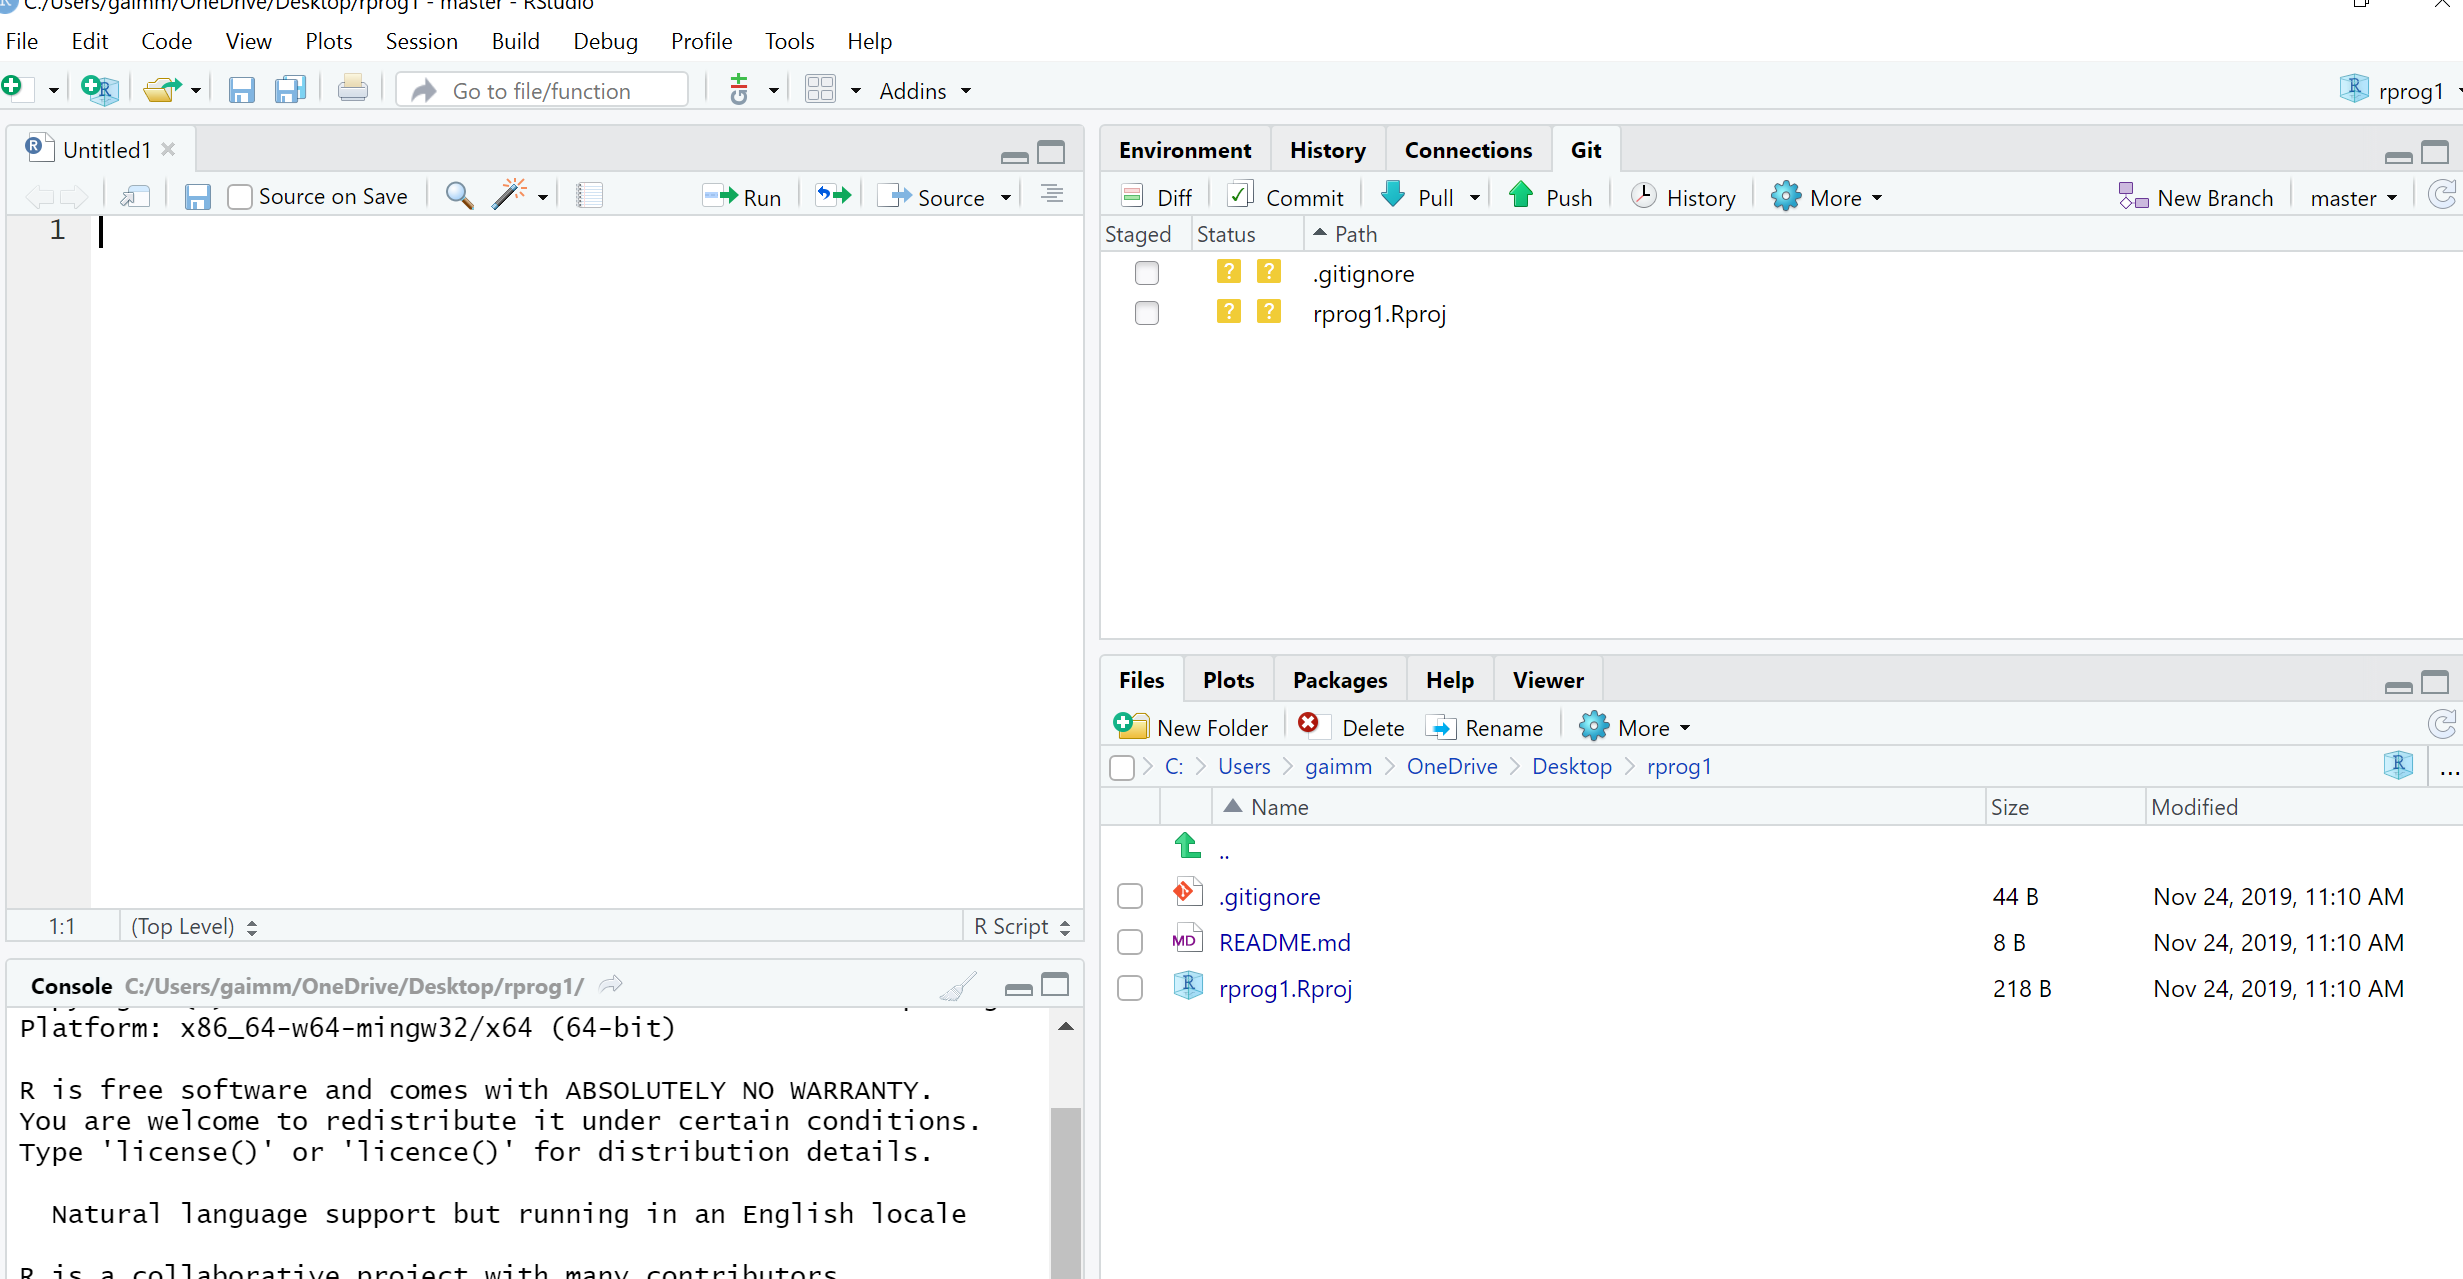 C:/Users/gaimm/OneDrive/Desktop/rprog1 - master - RStudio
File Edit Code View Plots Session Build Debug Profile Tools Help
Go to file/function Addins rprog1
Untitled1
Source on Save Run Source
1
1:1 (Top Level) R Script
Console C:/Users/gaimm/OneDrive/Desktop/rprog1/
Platform: x86_64-w64-mingw32/x64 (64-bit)
R is free software and comes with ABSOLUTELY NO WARRANTY.
You are welcome to redistribute it under certain conditions.
Type 'license()' or 'licence()' for distribution details.
Natural language support but running in an English locale
R is a collaborative project with many contributors.
Environment History Connections Git
Diff Commit Pull Push History More New Branch master
Staged Status Path
? ? .gitignore
? ? rprog1.Rproj
Files Plots Packages Help Viewer
New Folder Delete Rename More
C: Users gaimm OneDrive Desktop rprog1 ...
Name Size Modified
..
.gitignore 44 B Nov 24, 2019, 11:10 AM
MD README.md 8 B Nov 24, 2019, 11:10 AM
rprog1.Rproj 218 B Nov 24, 2019, 11:10 AM